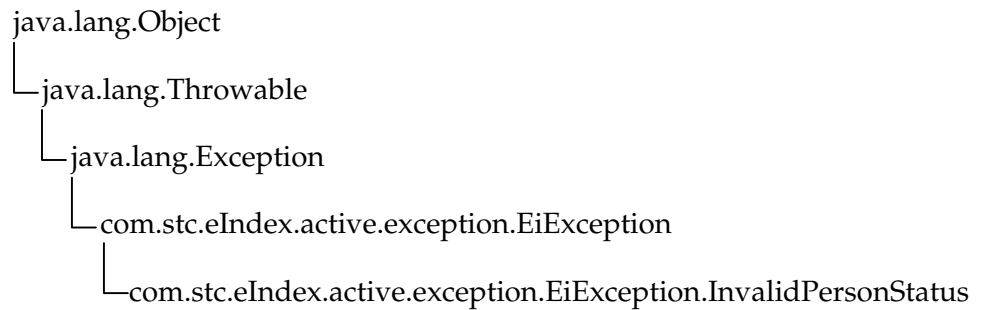 java.lang.Object
java.lang.Throwable
java.lang.Exception
com.stc.eIndex.active.exception.EiException
com.stc.eIndex.active.exception.EiException.InvalidPersonStatus